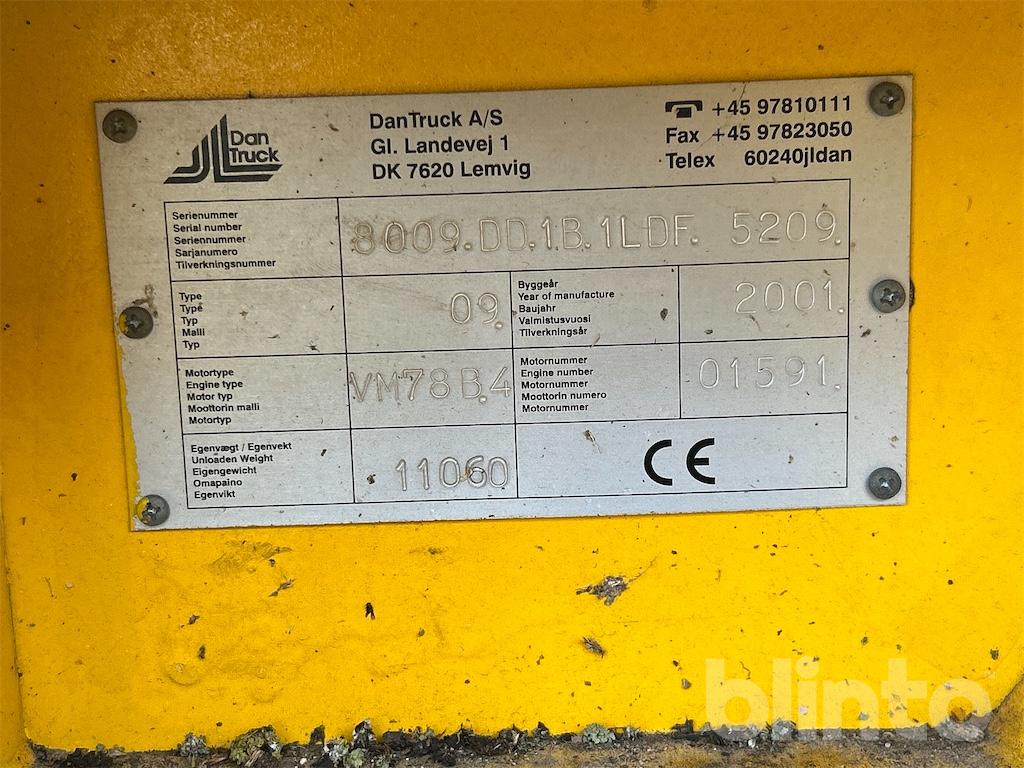 Dan
Truck
DanTruck A/S
Gl. Landevej 1
DK 7620 Lemvig
+45 97810111
Fax +45 97823050
Telex 60240jldan
Serienummer
Serial number
Seriennummer
Sarjanumero
Tilverkningsnummer
8009.DD.1B.1LDF. 5209.
Type
Type
Typ
Malli
Typ
09.
Byggeår
Year of manufacture
Baujahr
Valmistusvuosi
Tilverkningsår
2001.
Motortype
Engine type
Motor typ
Moottorin malli
Motortyp
VM78B.4
Motornummer
Engine number
Motornummer
Moottorin numero
Motornummer
01591.
Egenvægt / Egenvekt
Unloaden Weight
Eigengewicht
Omapaino
Egenvikt
11060
CE
blinto